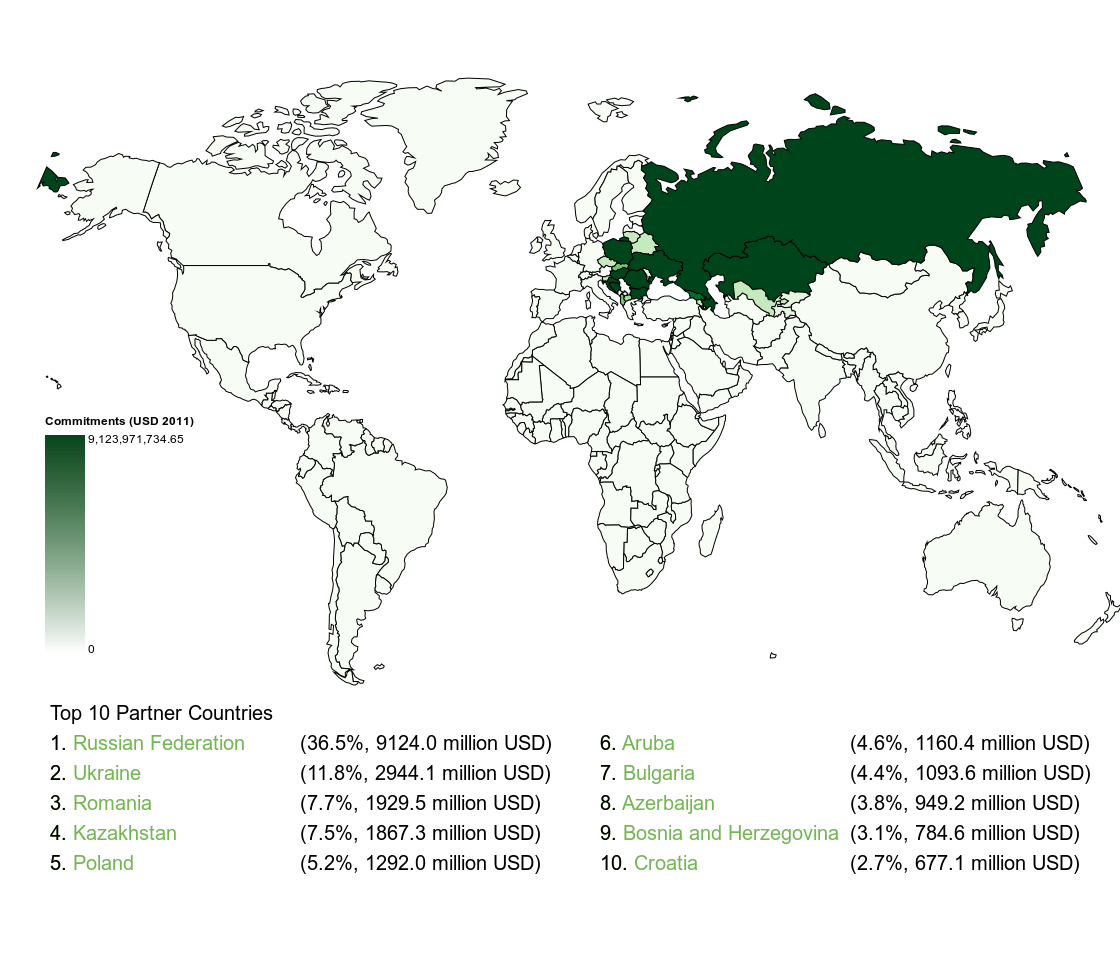 Commitments (USD 2011)
9,123,971,734.65
0
Top 10 Partner Countries
1. Russian Federation (36.5%, 9124.0 million USD)
2. Ukraine (11.8%, 2944.1 million USD)
3. Romania (7.7%, 1929.5 million USD)
4. Kazakhstan (7.5%, 1867.3 million USD)
5. Poland (5.2%, 1292.0 million USD)
6. Aruba (4.6%, 1160.4 million USD)
7. Bulgaria (4.4%, 1093.6 million USD)
8. Azerbaijan (3.8%, 949.2 million USD)
9. Bosnia and Herzegovina (3.1%, 784.6 million USD)
10. Croatia (2.7%, 677.1 million USD)